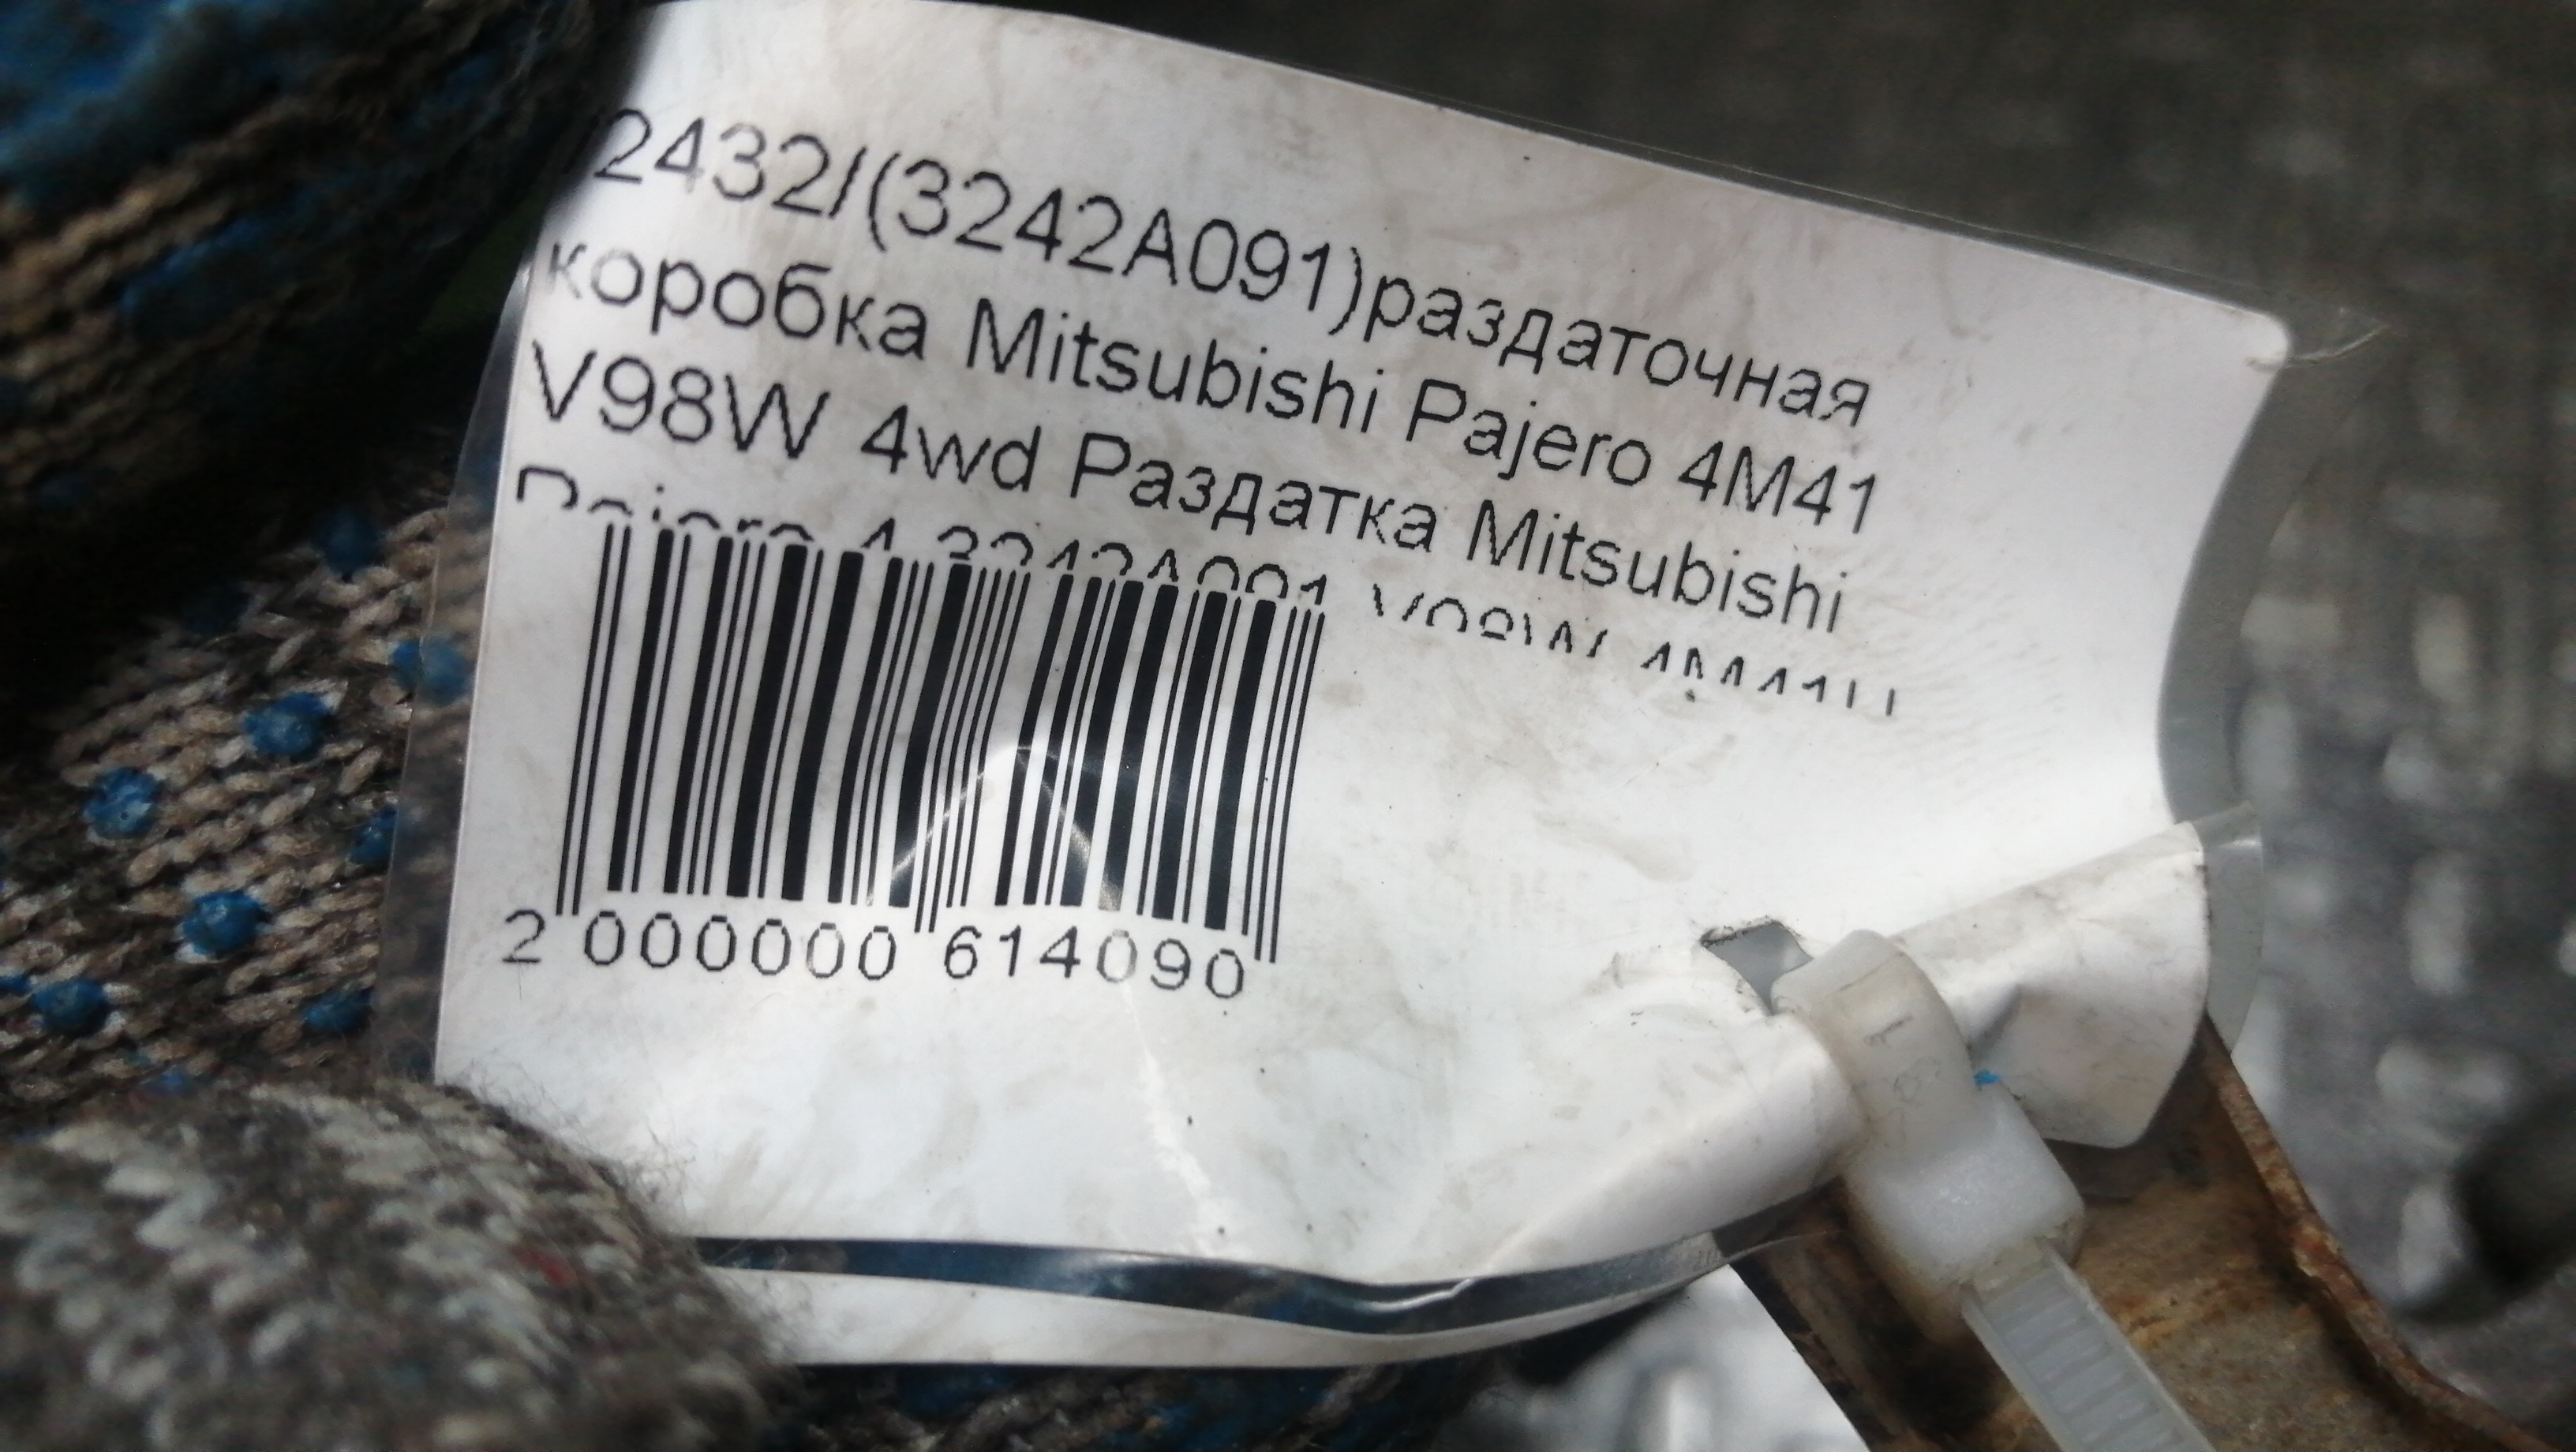 2432/(3242A091)раздаточная
коробка Mitsubishi Pajero 4M41
V98W 4wd Раздатка Mitsubishi
2 000000 614090